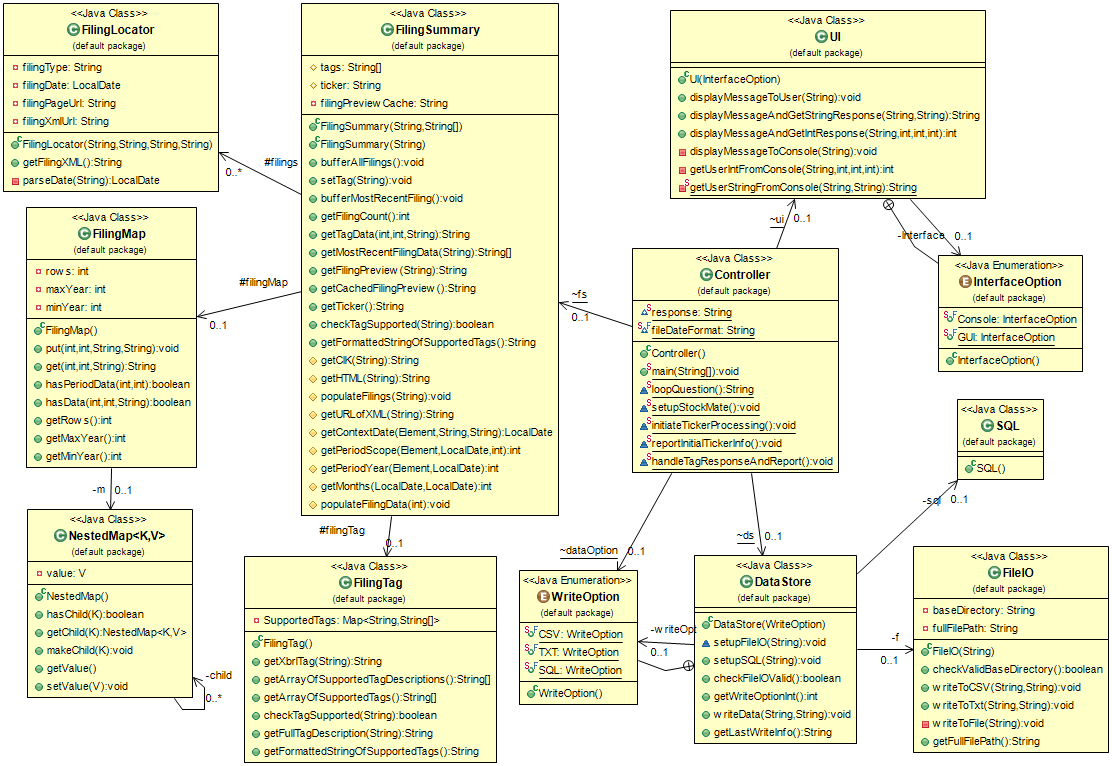 <<Java Class>>
FilingLocator
(default package)
filingType: String
filingDate: LocalDate
filingPageUrl: String
filingXmlUrl: String
FilingLocator(String,String,String,String)
getFilingXML():String
parseDate(String):LocalDate
<<Java Class>>
FilingSummary
(default package)
tags: String[]
ticker: String
filingPreviewCache: String
FilingSummary(String,String[])
FilingSummary(String)
bufferAllFilings():void
setTag(String):void
bufferMostRecentFiling():void
getFilingCount():int
getTagData(int,int,String):String
getMostRecentFilingData(String):String[]
getFilingPreview(String):String
getCachedFilingPreview():String
getTicker():String
checkTagSupported(String):boolean
getFormattedStringOfSupportedTags():String
getCIK(String):String
getHTML(String):String
populateFilings(String):void
getURLofXML(String):String
getContextDate(Element,String,String):LocalDate
getPeriodScope(Element,LocalDate,int):int
getPeriodYear(Element,LocalDate):int
getMonths(LocalDate,LocalDate):int
populateFilingData(int):void
<<Java Class>>
UI
(default package)
UI(InterfaceOption)
displayMessageToUser(String):void
displayMessageAndGetStringResponse(String,String):String
displayMessageAndGetIntResponse(String,int,int,int):int
displayMessageToConsole(String):void
getUserIntFromConsole(String,int,int,int):int
getUserStringFromConsole(String,String):String
#filings
0..*
~ui
0..1
-interface
0..1
<<Java Class>>
FilingMap
(default package)
rows: int
maxYear: int
minYear: int
FilingMap()
put(int,int,String,String):void
get(int,int,String):String
hasPeriodData(int,int):boolean
hasData(int,int,String):boolean
getRows():int
getMaxYear():int
getMinYear():int
#filingMap
0..1
~fs
0..1
<<Java Class>>
Controller
(default package)
response: String
fileDateFormat: String
Controller()
main(String[]):void
loopQuestion():String
setupStockMate():void
initiateTickerProcessing():void
reportInitialTickerInfo():void
handleTagResponseAndReport():void
<<Java Enumeration>>
InterfaceOption
(default package)
Console: InterfaceOption
GUI: InterfaceOption
InterfaceOption()
<<Java Class>>
SQL
(default package)
SQL()
-m
0..1
-sql
0..1
<<Java Class>>
NestedMap<K,V>
(default package)
value: V
NestedMap()
hasChild(K):boolean
getChild(K):NestedMap<K,V>
makeChild(K):void
getValue()
setValue(V):void
-child
0..*
#filingTag
0..1
<<Java Class>>
FilingTag
(default package)
SupportedTags: Map<String,String[]>
FilingTag()
getXbrlTag(String):String
getArrayOfSupportedTagDescriptions():String[]
getArrayOfSupportedTags():String[]
checkTagSupported(String):boolean
getFullTagDescription(String):String
getFormattedStringOfSupportedTags():String
~dataOption
0..1
~ds
0..1
<<Java Enumeration>>
WriteOption
(default package)
CSV: WriteOption
TXT: WriteOption
SQL: WriteOption
WriteOption()
-writeOpt
0..1
<<Java Class>>
DataStore
(default package)
DataStore(WriteOption)
setupFileIO(String):void
setupSQL(String):void
checkFileIOValid():boolean
getWriteOptionInt():int
writeData(String,String):void
getLastWriteInfo():String
-f
0..1
<<Java Class>>
FileIO
(default package)
baseDirectory: String
fullFilePath: String
FileIO(String)
checkValidBaseDirectory():boolean
writeToCSV(String,String):void
writeToTxt(String,String):void
writeToFile(String):void
getFullFilePath():String